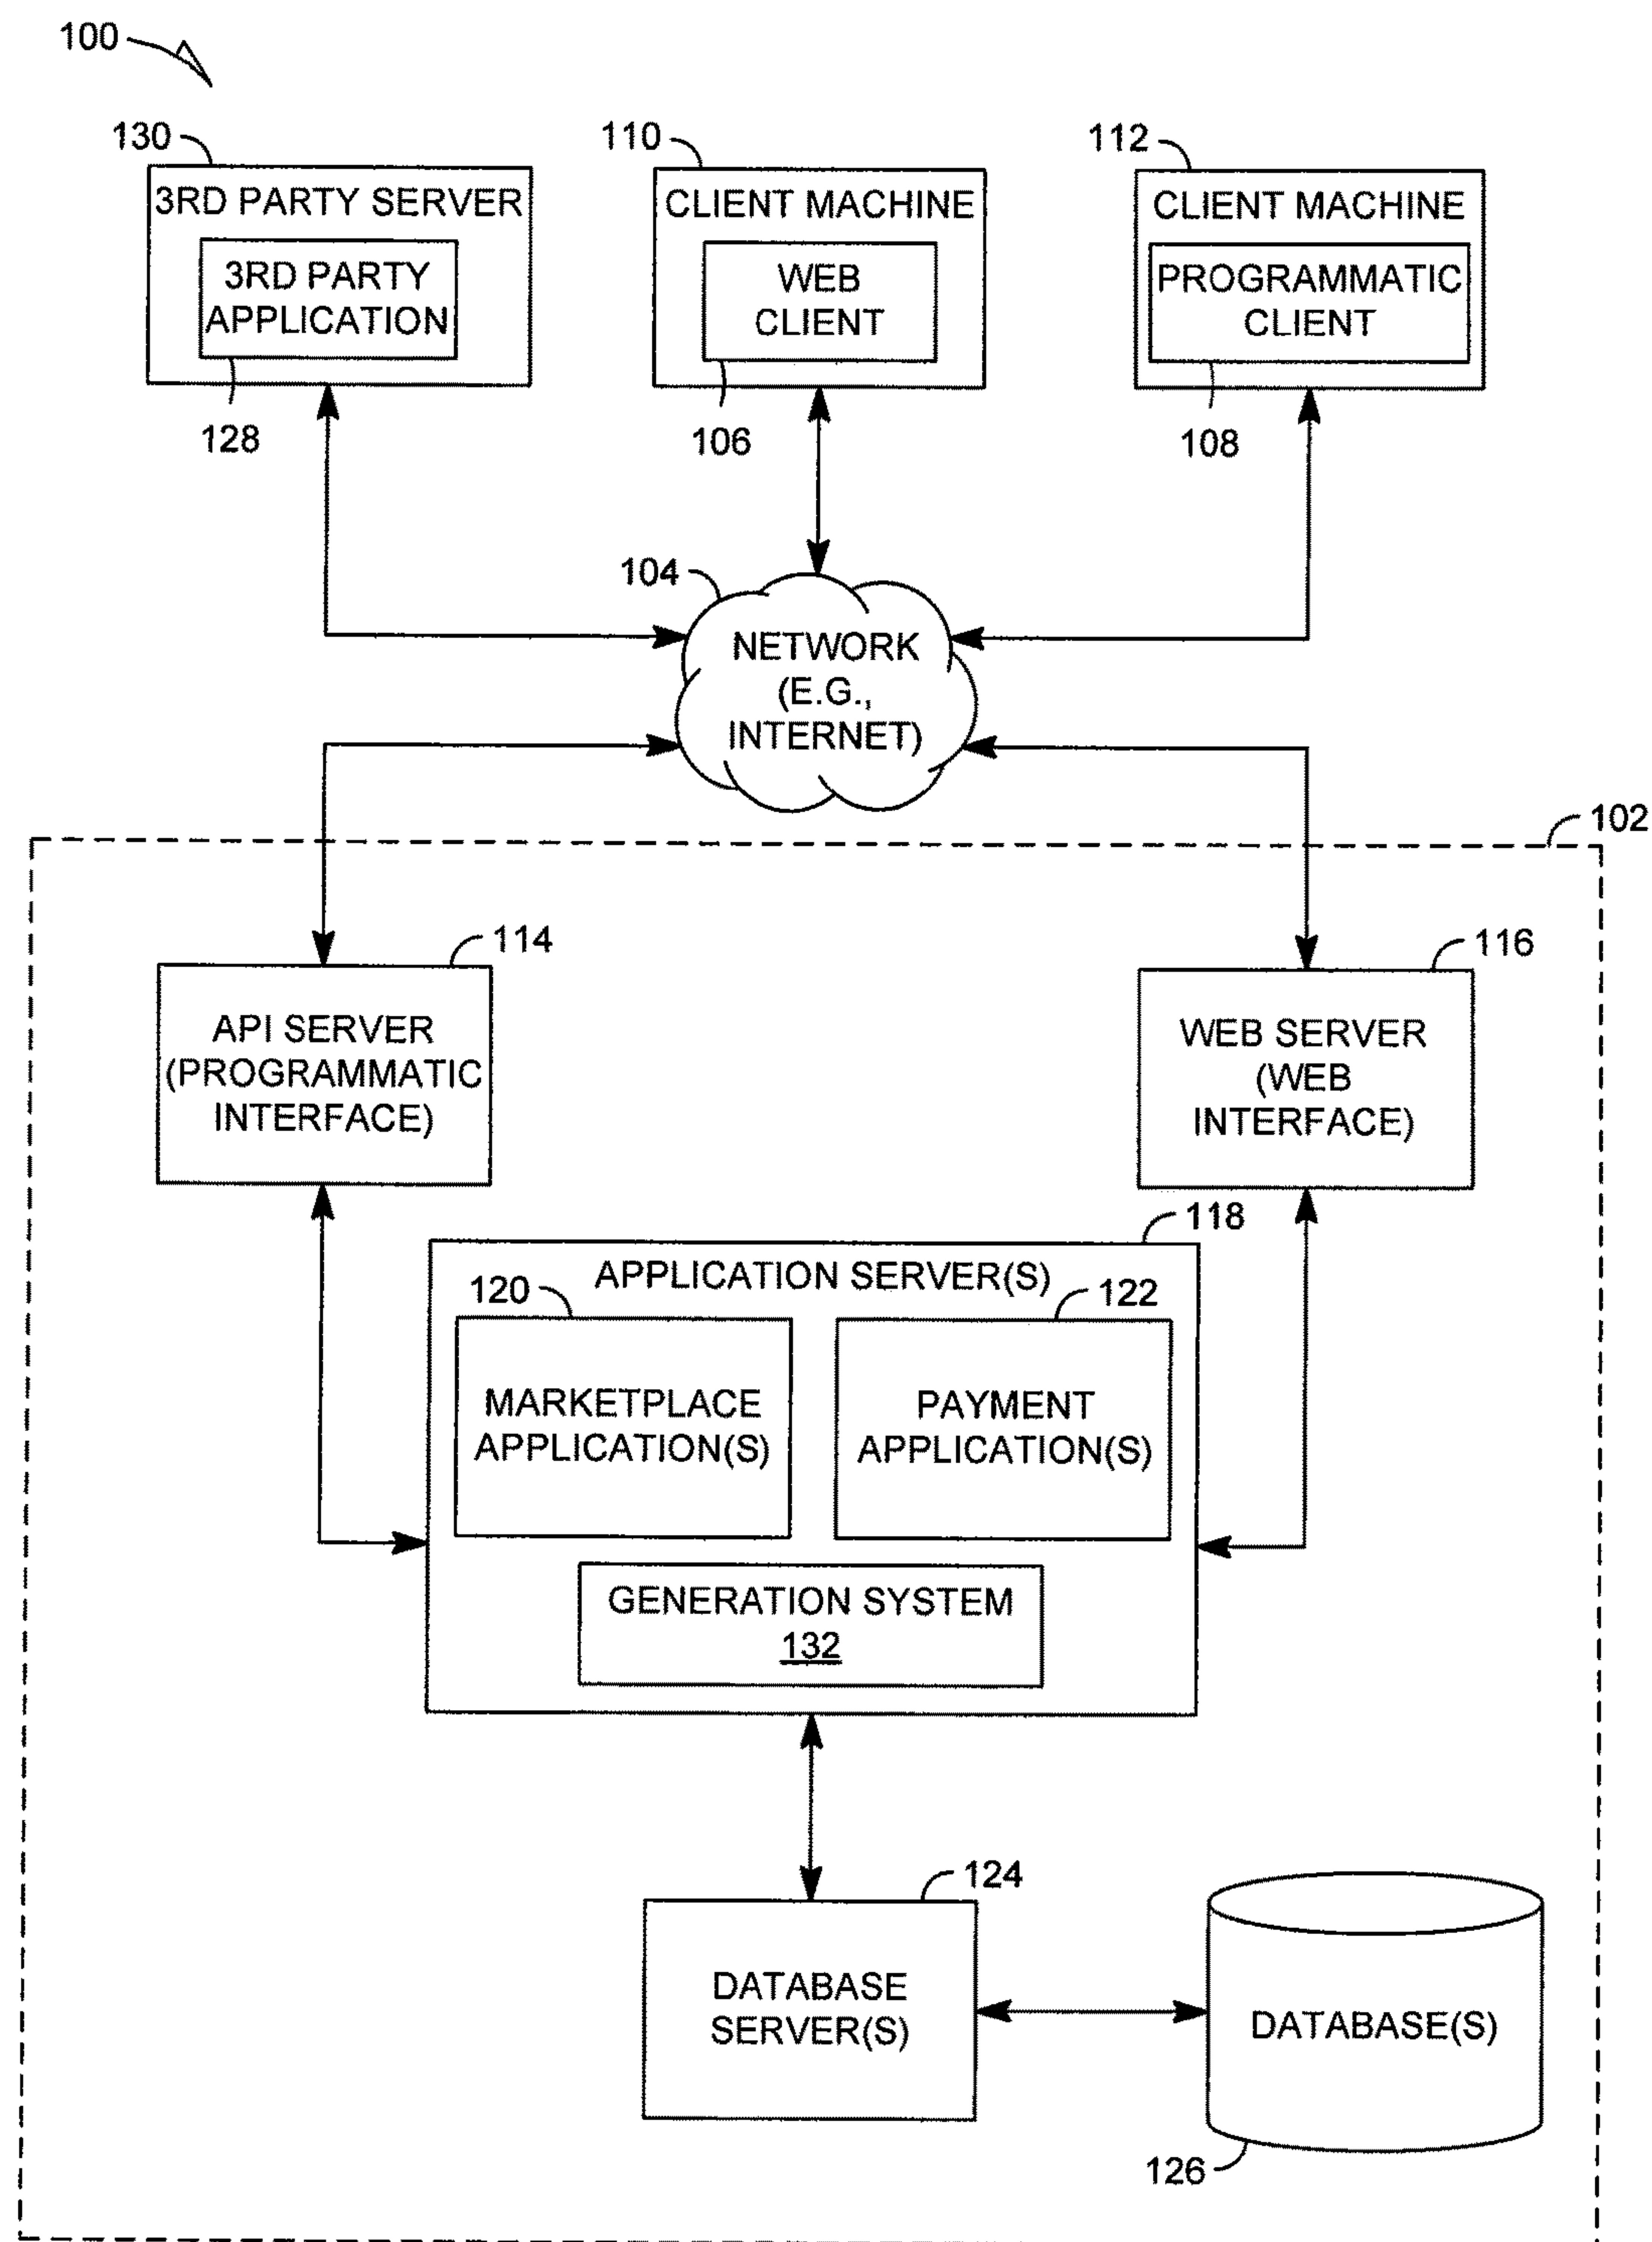 100
130
110
112
3RD PARTY SERVER
CLIENT MACHINE
CLIENT MACHINE
3RD PARTY
APPLICATION
WEB
CLIENT
PROGRAMMATIC
CLIENT
128
106
108
104
NETWORK
(E.G.,
INTERNET)
102
114
116
API SERVER
(PROGRAMMATIC
INTERFACE)
WEB SERVER
(WEB
INTERFACE)
118
APPLICATION SERVER(S)
120
122
MARKETPLACE
APPLICATION(S)
PAYMENT
APPLICATION(S)
GENERATION SYSTEM
132
124
DATABASE
SERVER(S)
DATABASE(S)
126